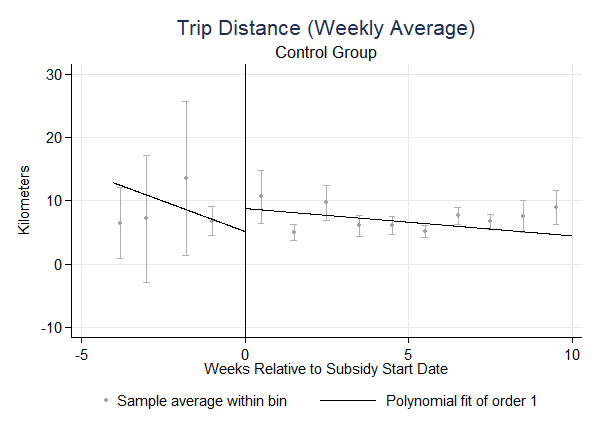 Trip Distance (Weekly Average)
Control Group
30
20
10
0
-10
Kilometers
-5
0
5
10
Weeks Relative to Subsidy Start Date
Sample average within bin
Polynomial fit of order 1